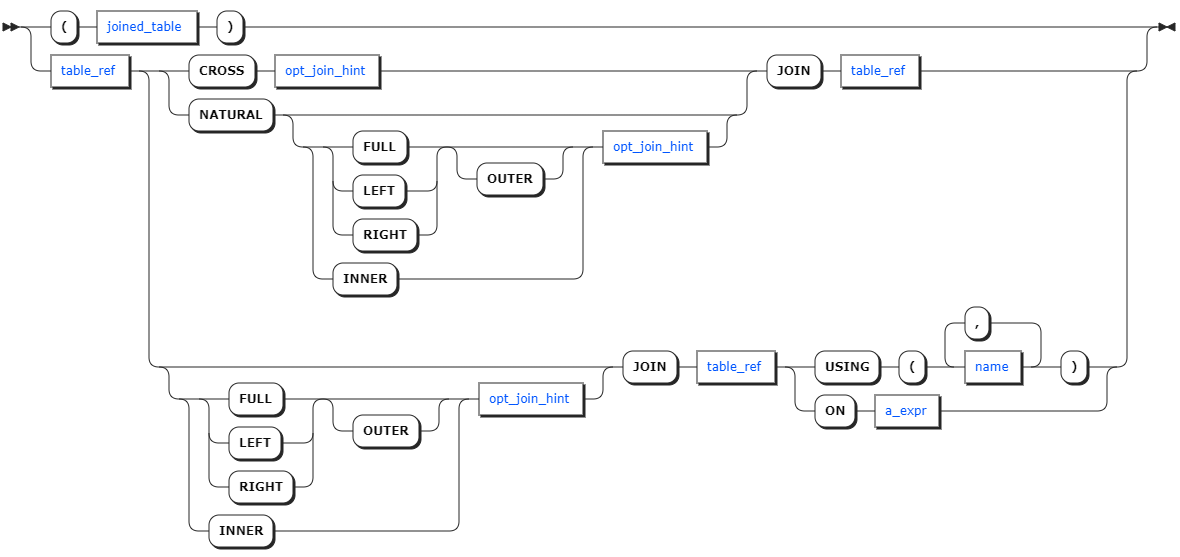 ( joined_table )
table_ref CROSS opt_join_hint JOIN table_ref
NATURAL
FULL opt_join_hint
OUTER
LEFT
RIGHT
INNER
,
JOIN table_ref USING ( name )
FULL opt_join_hint
ON a_expr
OUTER
LEFT
RIGHT
INNER